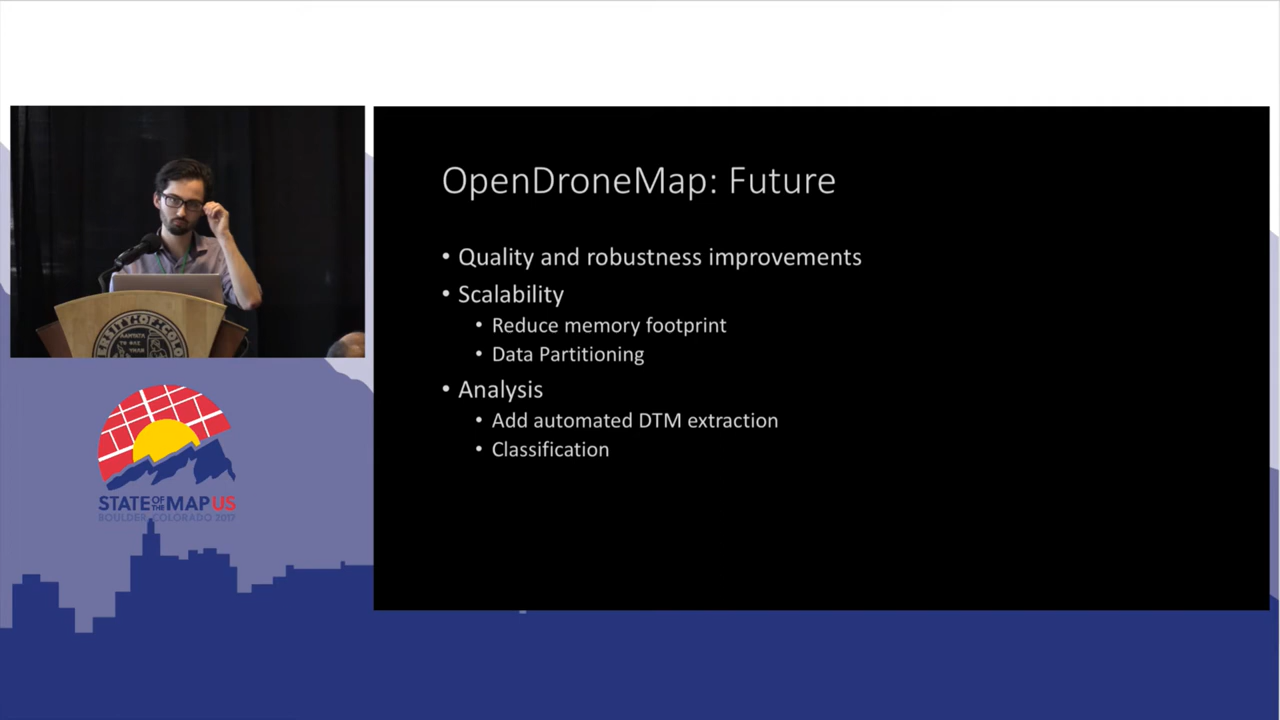 OpenDroneMap: Future
• Quality and robustness improvements
• Scalability
• Reduce memory footprint
• Data Partitioning
• Analysis
• Add automated DTM extraction
• Classification
STATE OF THE MAP US
BOULDER, COLORADO 2017